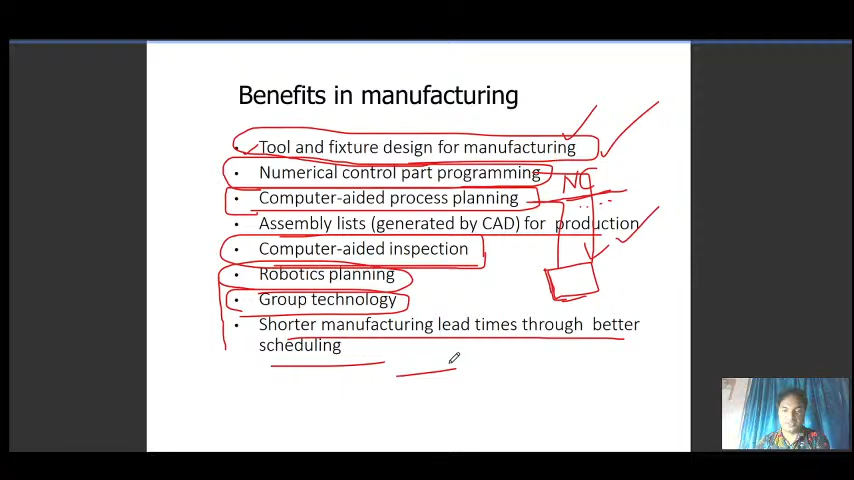 Benefits in manufacturing
• Tool and fixture design for manufacturing
• Numerical control part programming
NC
• Computer-aided process planning
• Assembly lists (generated by CAD) for production
• Computer-aided inspection
• Robotics planning
• Group technology
• Shorter manufacturing lead times through better
scheduling